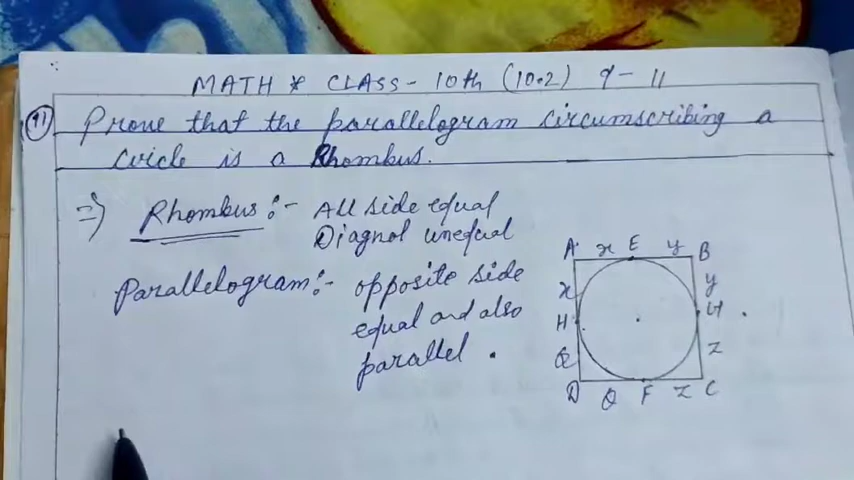 MATH * CLASS - 10th (10.2) q - 11
11 Prove that the parallelogram circumscribing a
circle is a Rhombus.
=> Rhombus :- All side equal
Diagnol unequal
Parallelogram :- opposite side
equal and also
parallel .
A x E y B
x y
H
Q z
D Q F z C